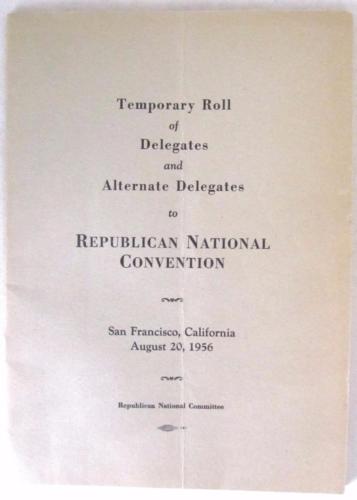 Temporary Roll
of
Delegates
and
Alternate Delegates
to
REPUBLICAN NATIONAL
CONVENTION
San Francisco, California
August 20, 1956
Republican National Committee